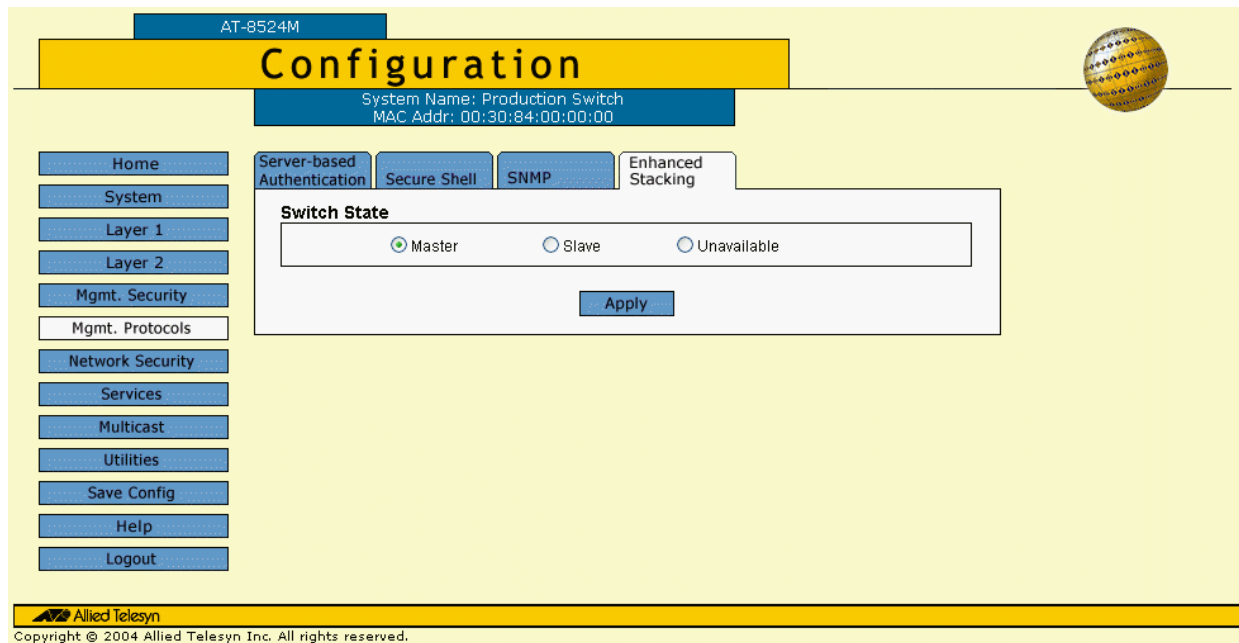 AT-8524M
Configuration
System Name: Production Switch
MAC Addr: 00:30:84:00:00:00
Home
System
Layer 1
Layer 2
Mgmt. Security
Mgmt. Protocols
Network Security
Services
Multicast
Utilities
Save Config
Help
Logout
Server-based
Authentication
Secure Shell
SNMP
Enhanced
Stacking
Switch State
Master
Slave
Unavailable
Apply
Allied Telesyn
Copyright © 2004 Allied Telesyn Inc. All rights reserved.